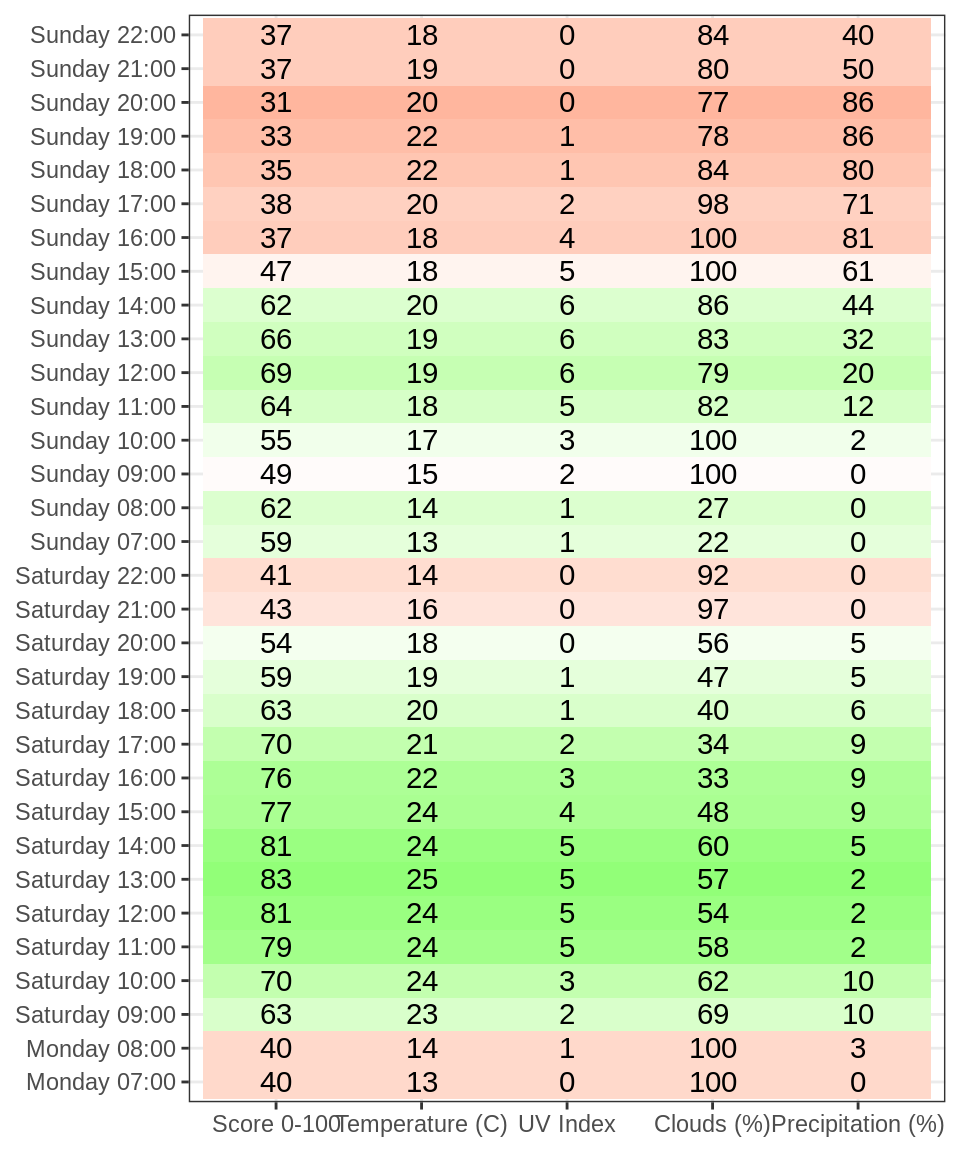 Sunday 22:00 37 18 0 84 40
Sunday 21:00 37 19 0 80 50
Sunday 20:00 31 20 0 77 86
Sunday 19:00 33 22 1 78 86
Sunday 18:00 35 22 1 84 80
Sunday 17:00 38 20 2 98 71
Sunday 16:00 37 18 4 100 81
Sunday 15:00 47 18 5 100 61
Sunday 14:00 62 20 6 86 44
Sunday 13:00 66 19 6 83 32
Sunday 12:00 69 19 6 79 20
Sunday 11:00 64 18 5 82 12
Sunday 10:00 55 17 3 100 2
Sunday 09:00 49 15 2 100 0
Sunday 08:00 62 14 1 27 0
Sunday 07:00 59 13 1 22 0
Saturday 22:00 41 14 0 92 0
Saturday 21:00 43 16 0 97 0
Saturday 20:00 54 18 0 56 5
Saturday 19:00 59 19 1 47 5
Saturday 18:00 63 20 1 40 6
Saturday 17:00 70 21 2 34 9
Saturday 16:00 76 22 3 33 9
Saturday 15:00 77 24 4 48 9
Saturday 14:00 81 24 5 60 5
Saturday 13:00 83 25 5 57 2
Saturday 12:00 81 24 5 54 2
Saturday 11:00 79 24 5 58 2
Saturday 10:00 70 24 3 62 10
Saturday 09:00 63 23 2 69 10
Monday 08:00 40 14 1 100 3
Monday 07:00 40 13 0 100 0
Score 0-100 Temperature (C) UV Index Clouds (%) Precipitation (%)